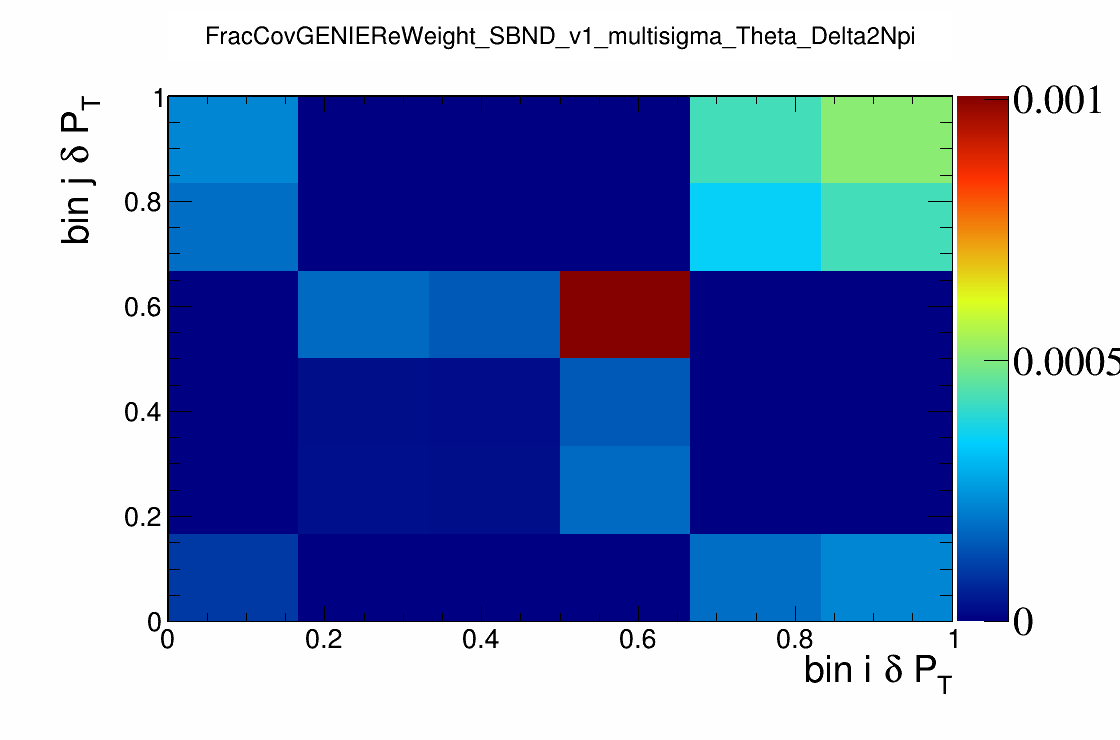 FracCovGENIEReWeight_SBND_v1_multisigma_Theta_Delta2Npi
bin j δ P_T
1
0.8
0.6
0.4
0.2
0
0 0.2 0.4 0.6 0.8 1
bin i δ P_T
0.001
0.0005
0